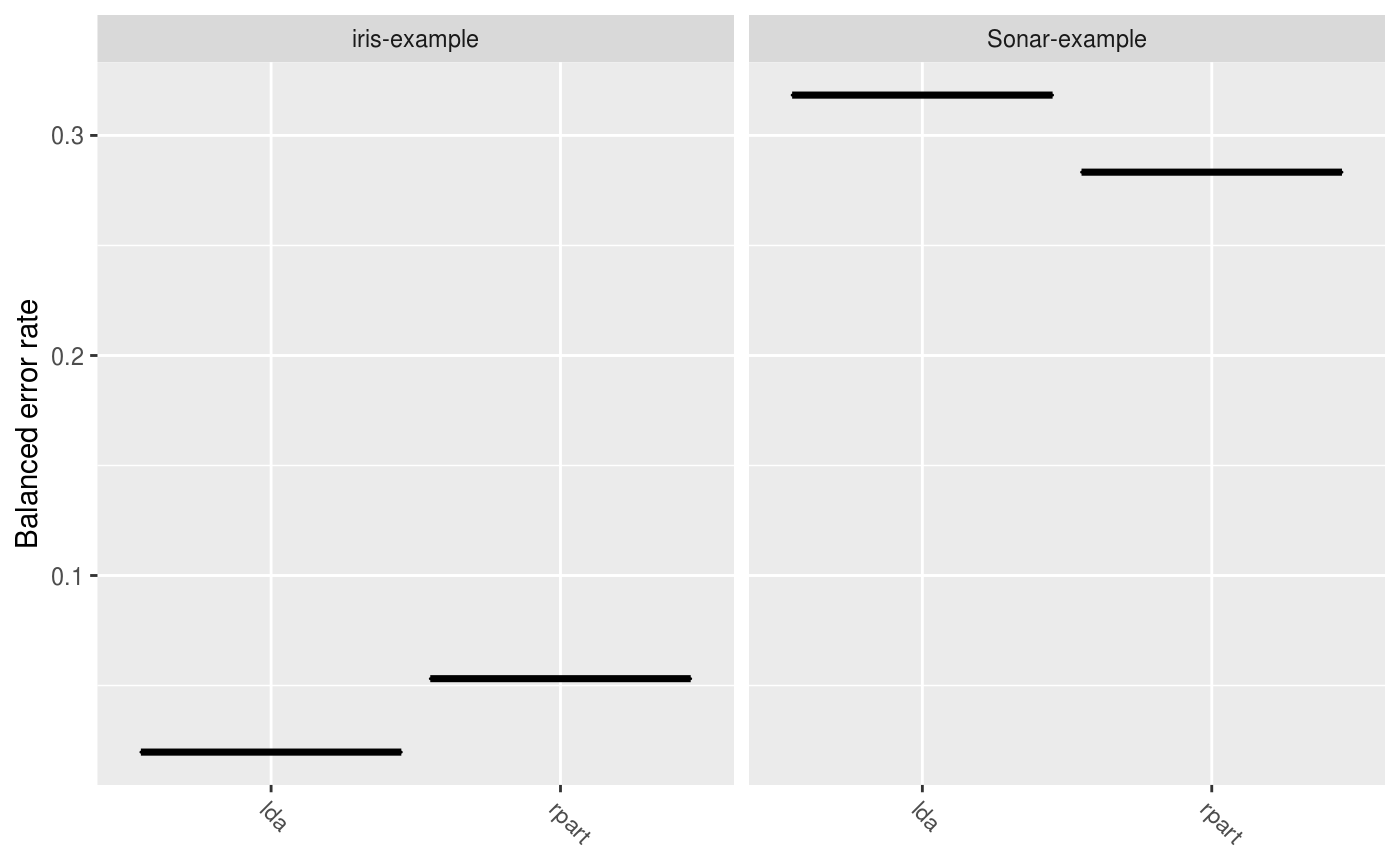 iris-example
Sonar-example
Balanced error rate
0.3
0.2
0.1
lda
rpart
lda
rpart